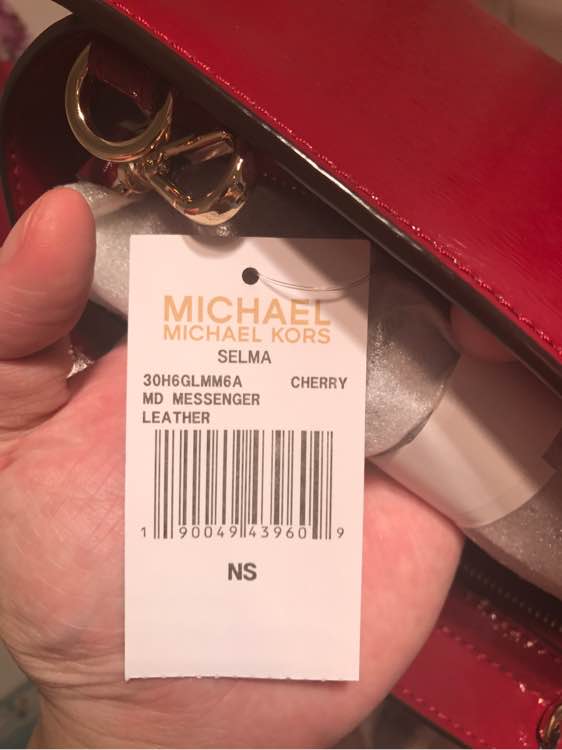 MICHAEL
MICHAEL KORS
SELMA
30H6GLMM6A CHERRY
MD MESSENGER
LEATHER
1 90049 43960 9
NS